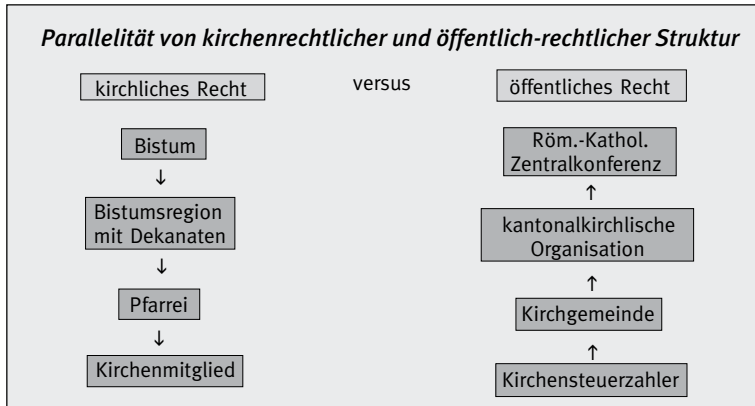 Parallelität von kirchenrechtlicher und öffentlich-rechtlicher Struktur
kirchliches Recht
versus
öffentliches Recht
Bistum
↓
Bistumsregion
mit Dekanaten
↓
Pfarrei
↓
Kirchenmitglied
Röm.-Kathol.
Zentralkonferenz
↑
kantonalkirchlische
Organisation
↑
Kirchgemeinde
↑
Kirchensteuerzahler